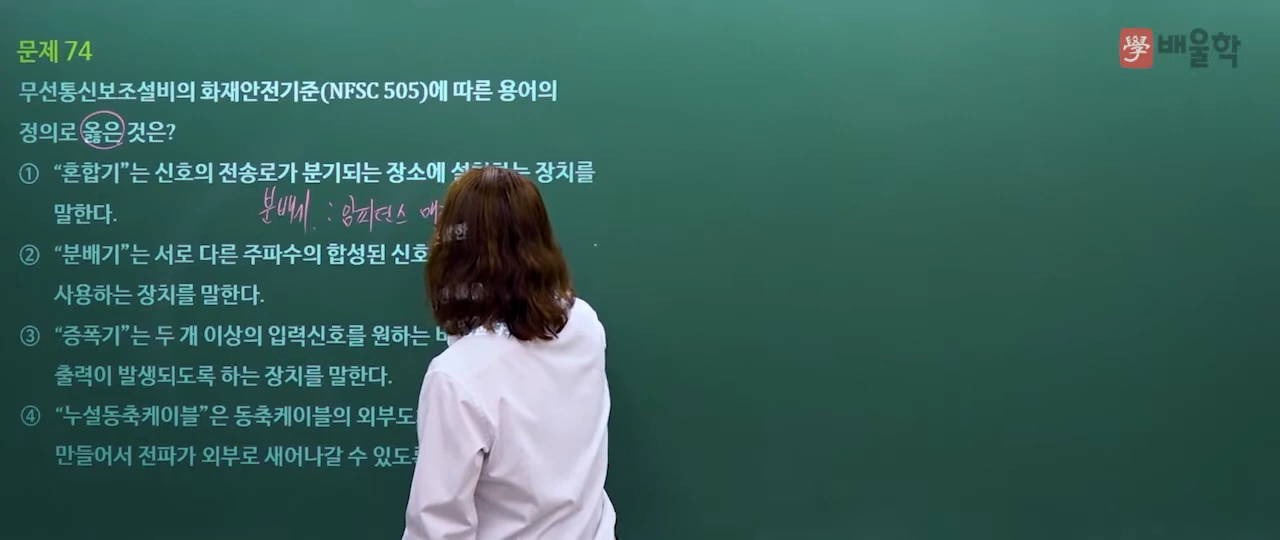 문제 74
學 배울학
무선통신보조설비의 화재안전기준(NFSC 505)에 따른 용어의
정의로 옳은 것은?
① “혼합기”는 신호의 전송로가 분기되는 장소에 장치를
말한다. 분배기 : 임피던스
② “분배기”는 서로 다른 주파수의 합성된
사용하는 장치를 말한다.
③ “증폭기”는 두 개 이상의 입력신호를 원하는
출력이 발생되도록 하는 장치를 말한다.
④ “누설동축케이블”은 동축케이블의
만들어서 전파가 외부로 새어나갈 수